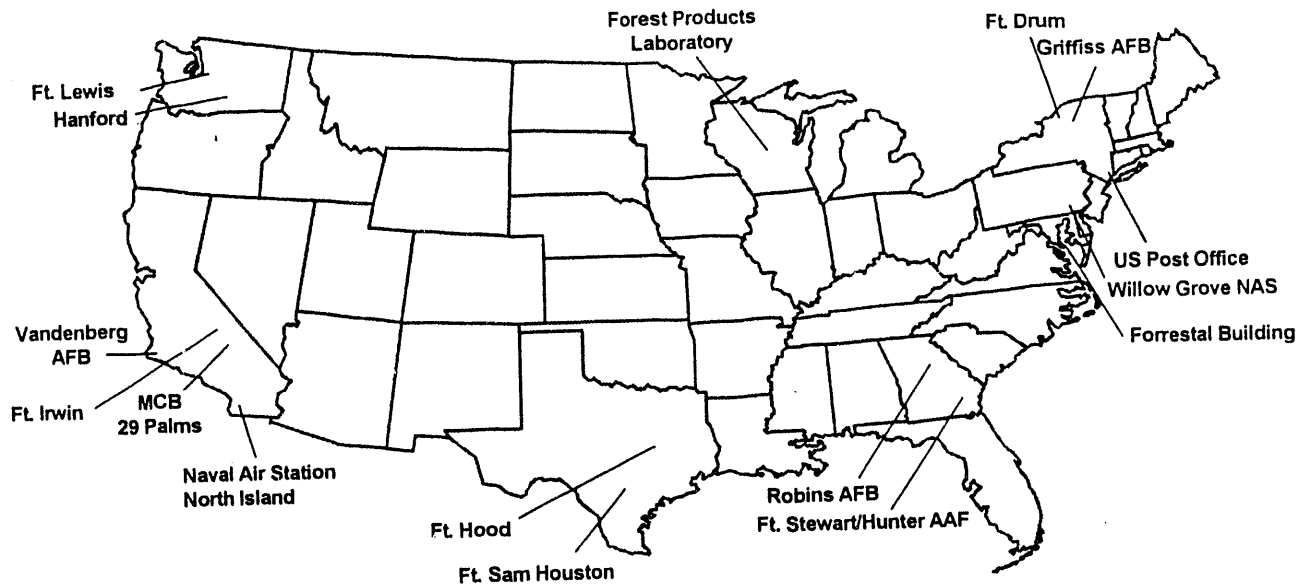 Forest Products
Laboratory
Ft. Drum
Griffiss AFB
Ft. Lewis
Hanford
US Post Office
Willow Grove NAS
Forrestal Building
Vandenberg
AFB
Ft. Irwin
MCB
29 Palms
Naval Air Station
North Island
Ft. Hood
Ft. Sam Houston
Robins AFB
Ft. Stewart/Hunter AAF